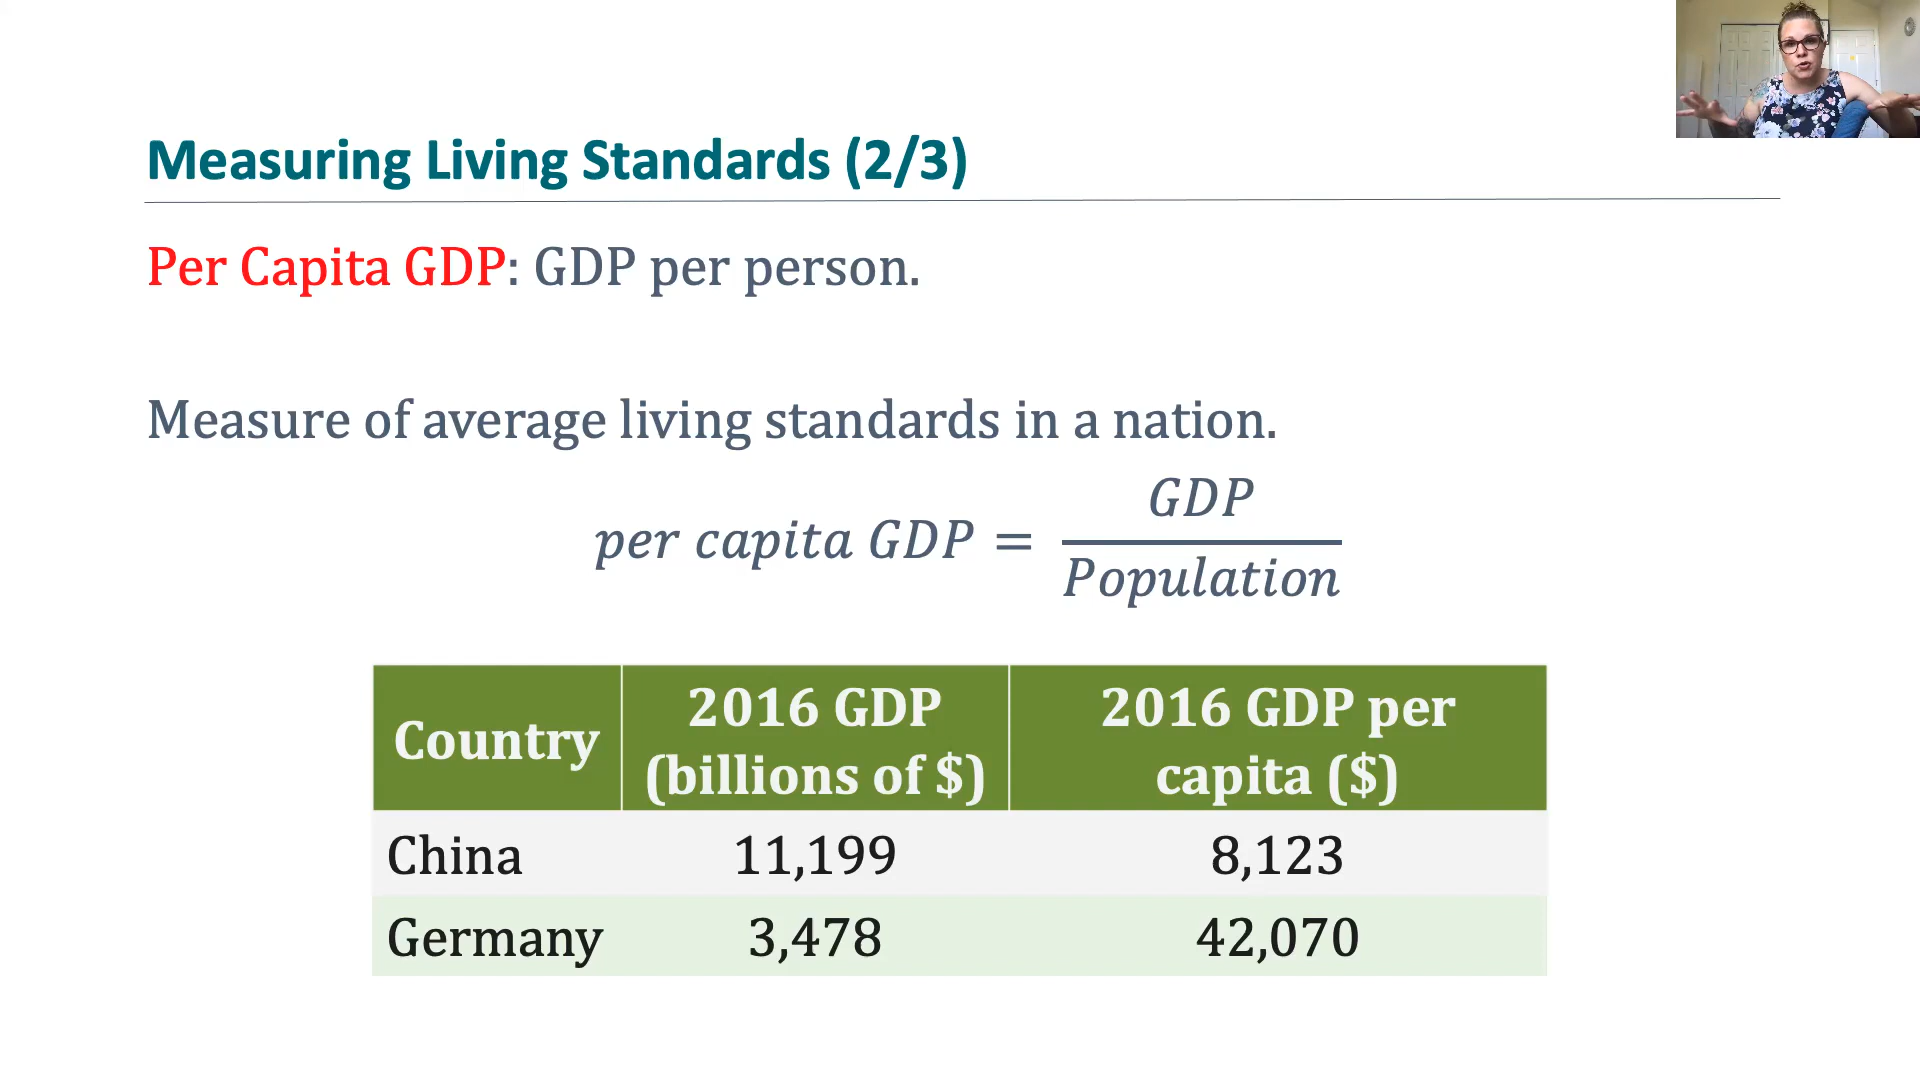 Measuring Living Standards (2/3)
Per Capita GDP: GDP per person.
Measure of average living standards in a nation.
per capita GDP = GDP / Population
Country
2016 GDP
(billions of $)
2016 GDP per
capita ($)
China 11,199 8,123
Germany 3,478 42,070